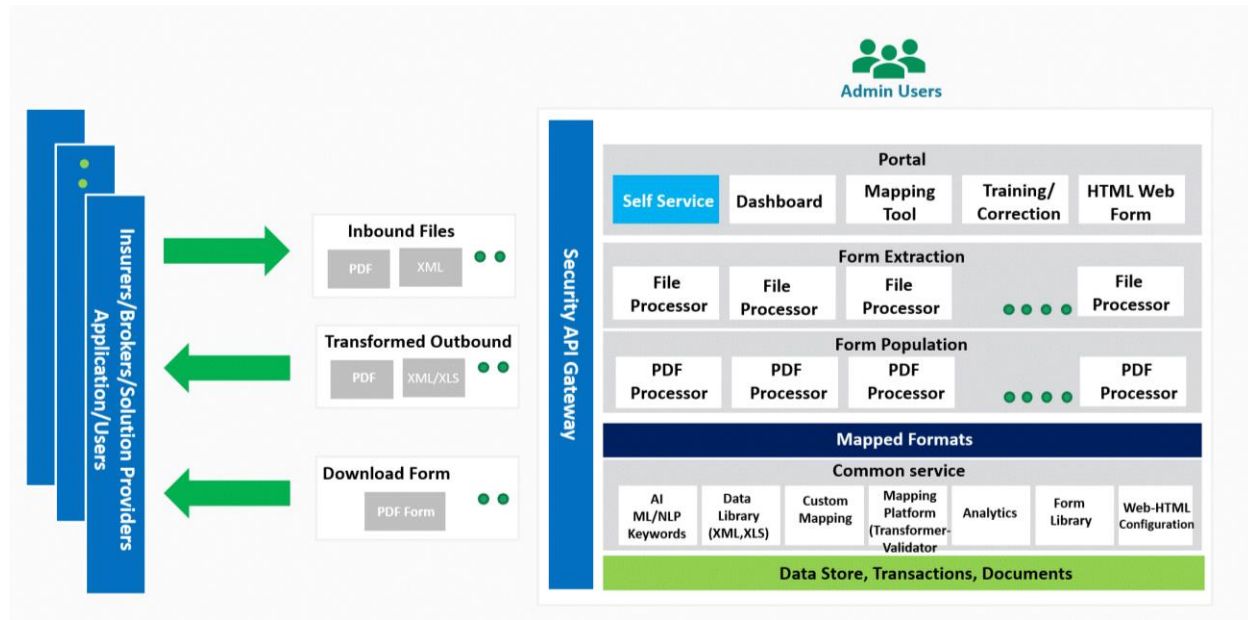 Admin Users
Insurers/Brokers/Solution Providers
Application/Users
Inbound Files
PDF
XML
Transformed Outbound
PDF
XML/XLS
Download Form
PDF Form
Security API Gateway
Portal
Self Service
Dashboard
Mapping
Tool
Training/
Correction
HTML Web
Form
Form Extraction
File
Processor
File
Processor
File
Processor
File
Processor
Form Population
PDF
Processor
PDF
Processor
PDF
Processor
PDF
Processor
Mapped Formats
Common service
AI
ML/NLP
Keywords
Data
Library
(XML,XLS)
Custom
Mapping
Mapping
Platform
(Transformer-
Validator
Analytics
Form
Library
Web-HTML
Configuration
Data Store, Transactions, Documents